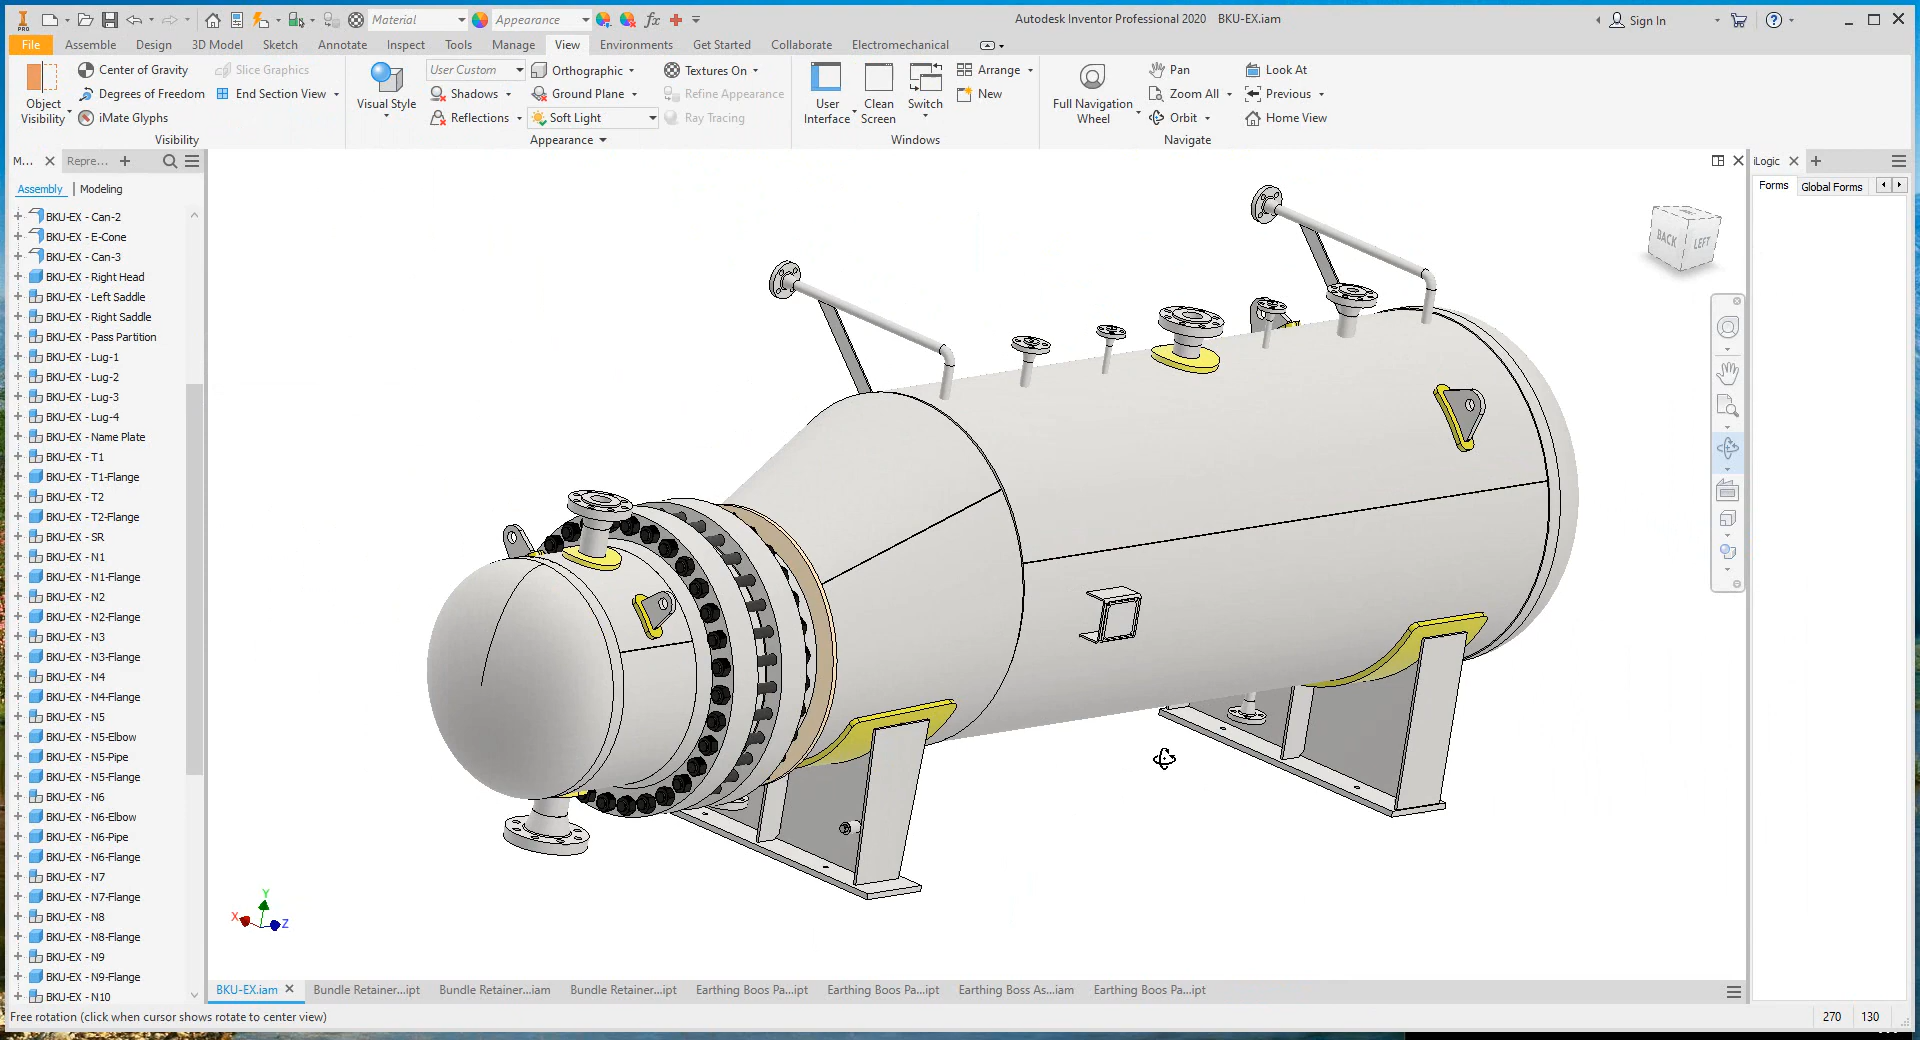 PRO
Material
Appearance
fx
Autodesk Inventor Professional 2020   BKU-EX.iam
Sign In
File
Assemble
Design
3D Model
Sketch
Annotate
Inspect
Tools
Manage
View
Environments
Get Started
Collaborate
Electromechanical
Object
Visibility
Center of Gravity
Degrees of Freedom
iMate Glyphs
Slice Graphics
End Section View
Visibility
Visual Style
User Custom
Shadows
Reflections
Orthographic
Ground Plane
Soft Light
Textures On
Refine Appearance
Ray Tracing
Appearance
User
Interface
Clean
Screen
Switch
Arrange
New
Windows
Full Navigation
Wheel
Pan
Zoom All
Orbit
Look At
Previous
Home View
Navigate
M...
Repre...
Assembly
Modeling
BKU-EX - Can-2
BKU-EX - E-Cone
BKU-EX - Can-3
BKU-EX - Right Head
BKU-EX - Left Saddle
BKU-EX - Right Saddle
BKU-EX - Pass Partition
BKU-EX - Lug-1
BKU-EX - Lug-2
BKU-EX - Lug-3
BKU-EX - Lug-4
BKU-EX - Name Plate
BKU-EX - T1
BKU-EX - T1-Flange
BKU-EX - T2
BKU-EX - T2-Flange
BKU-EX - SR
BKU-EX - N1
BKU-EX - N1-Flange
BKU-EX - N2
BKU-EX - N2-Flange
BKU-EX - N3
BKU-EX - N3-Flange
BKU-EX - N4
BKU-EX - N4-Flange
BKU-EX - N5
BKU-EX - N5-Elbow
BKU-EX - N5-Pipe
BKU-EX - N5-Flange
BKU-EX - N6
BKU-EX - N6-Elbow
BKU-EX - N6-Pipe
BKU-EX - N6-Flange
BKU-EX - N7
BKU-EX - N7-Flange
BKU-EX - N8
BKU-EX - N8-Flange
BKU-EX - N9
BKU-EX - N9-Flange
BKU-EX - N10
BACK
LEFT
X
Y
Z
iLogic
Forms
Global Forms
BKU-EX.iam
Bundle Retainer...ipt
Bundle Retainer...iam
Bundle Retainer...ipt
Earthing Boos Pa...ipt
Earthing Boos Pa...ipt
Earthing Boss As...iam
Earthing Boos Pa...ipt
Free rotation (click when cursor shows rotate to center view)
270
130